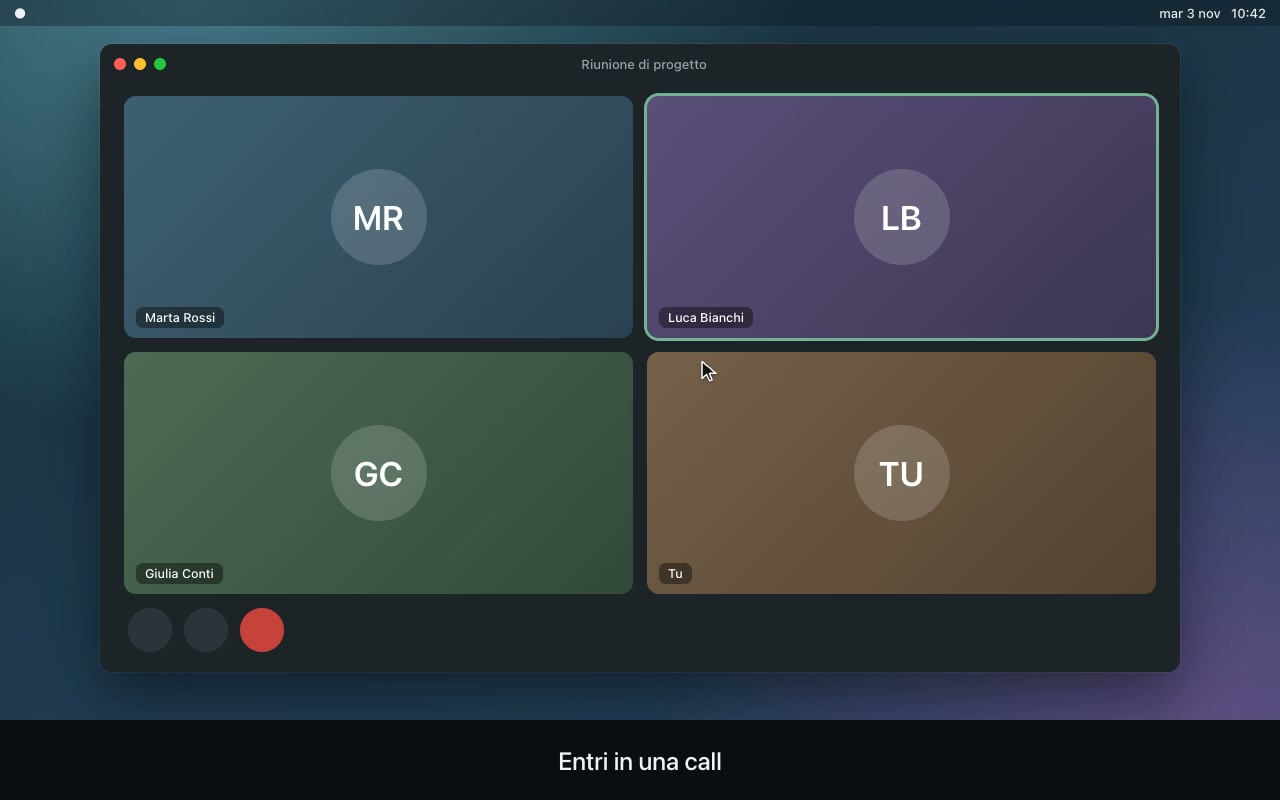 mar 3 nov 10:42
Riunione di progetto
MR
LB
Marta Rossi
Luca Bianchi
GC
TU
Giulia Conti
Tu
Entri in una call